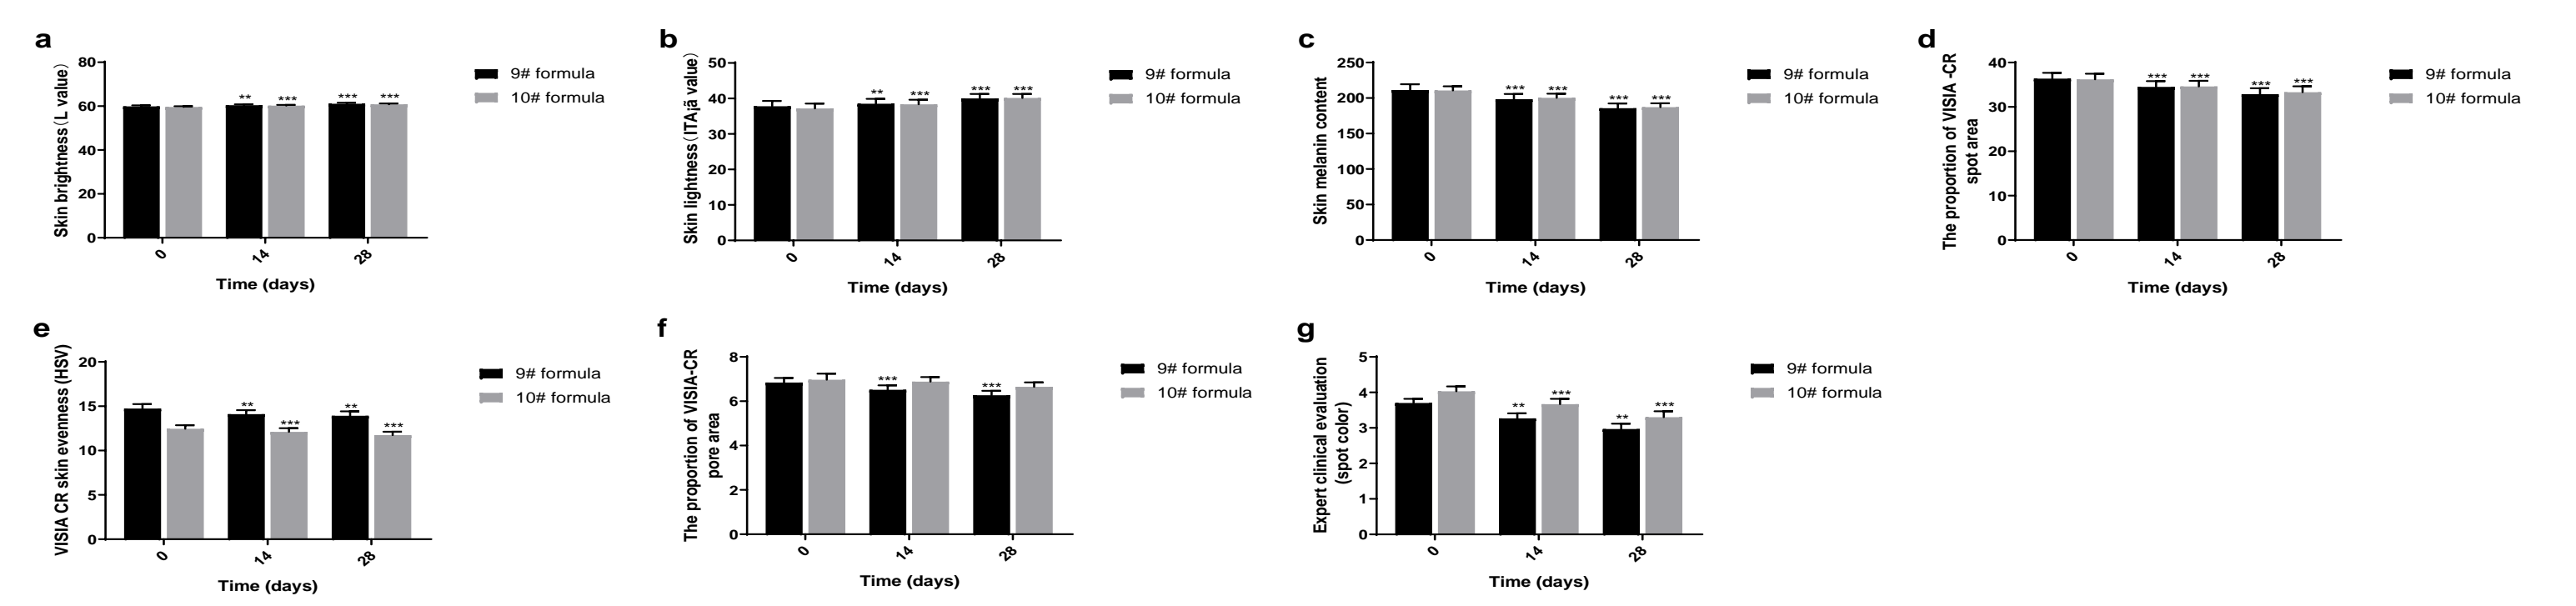 a
Skin brightness（L value）
80
60
40
20
0
** *** *** ***
0 14 28
Time (days)
9# formula
10# formula
b
Skin lightness（ITA¡ã value）
50
40
30
20
10
0
** *** *** ***
0 14 28
Time (days)
9# formula
10# formula
c
Skin melanin content
250
200
150
100
50
0
*** *** *** ***
0 14 28
Time (days)
9# formula
10# formula
d
The proportion of VISIA -CR
spot area
40
30
20
10
0
*** *** *** ***
0 14 28
Time (days)
9# formula
10# formula
e
VISIA CR skin evenness (HSV)
20
15
10
5
0
** *** ** ***
0 14 28
Time (days)
9# formula
10# formula
f
The proportion of VISIA-CR
pore area
8
6
4
2
0
*** ***
0 14 28
Time (days)
9# formula
10# formula
g
Expert clinical evaluation
(spot color)
5
4
3
2
1
0
** *** ** ***
0 14 28
Time (days)
9# formula
10# formula